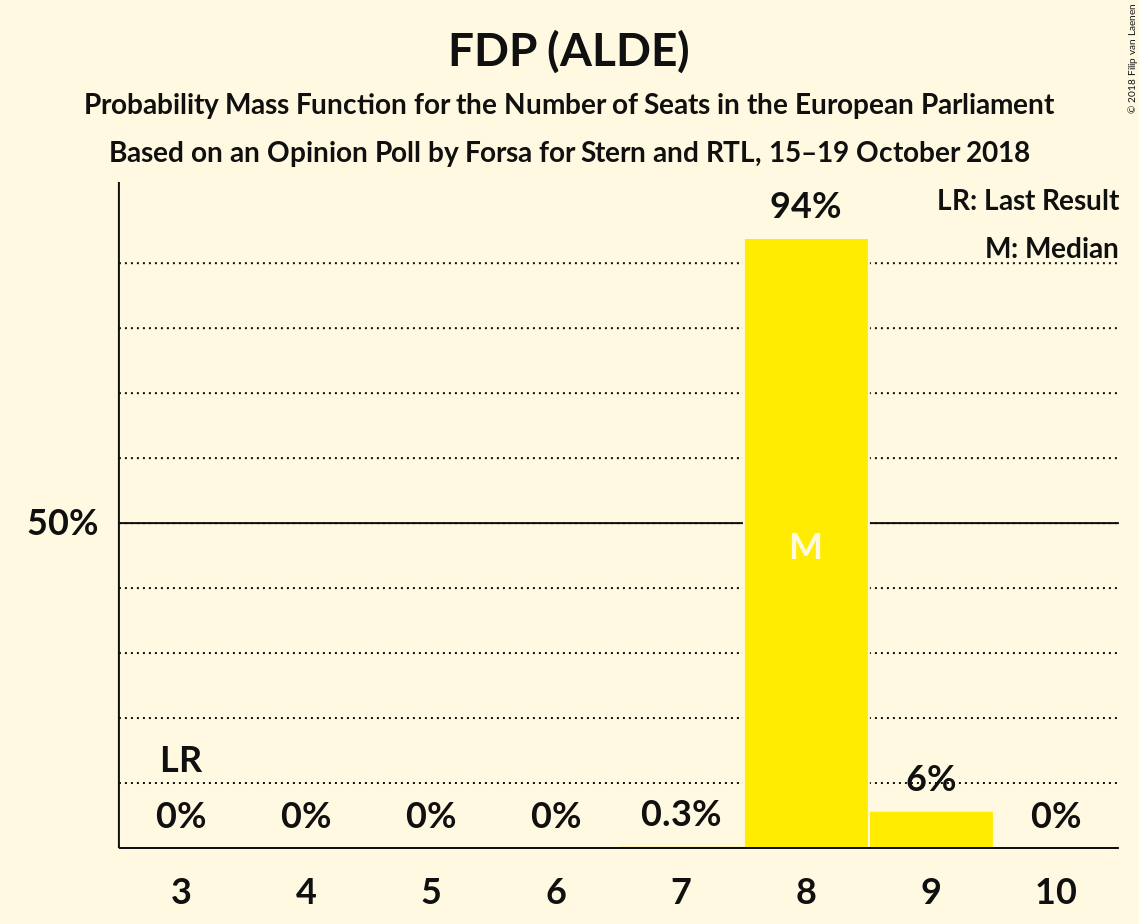 FDP (ALDE)
Probability Mass Function for the Number of Seats in the European Parliament
Based on an Opinion Poll by Forsa for Stern and RTL, 15–19 October 2018
© 2018 Filip van Laenen
LR: Last Result
M: Median
94%
50%
M
LR
0%
0%
0%
0%
0.3%
6%
0%
3
4
5
6
7
8
9
10